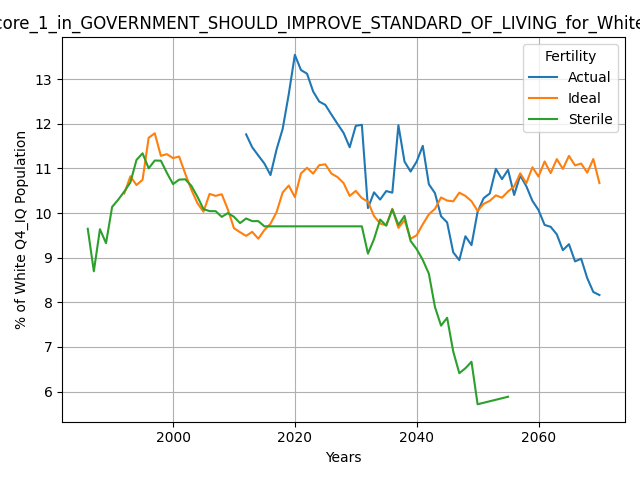 core_1_in_GOVERNMENT_SHOULD_IMPROVE_STANDARD_OF_LIVING_for_White
Fertility
Actual
Ideal
Sterile
% of White Q4_IQ Population
13
12
11
10
9
8
7
6
2000 2020 2040 2060
Years